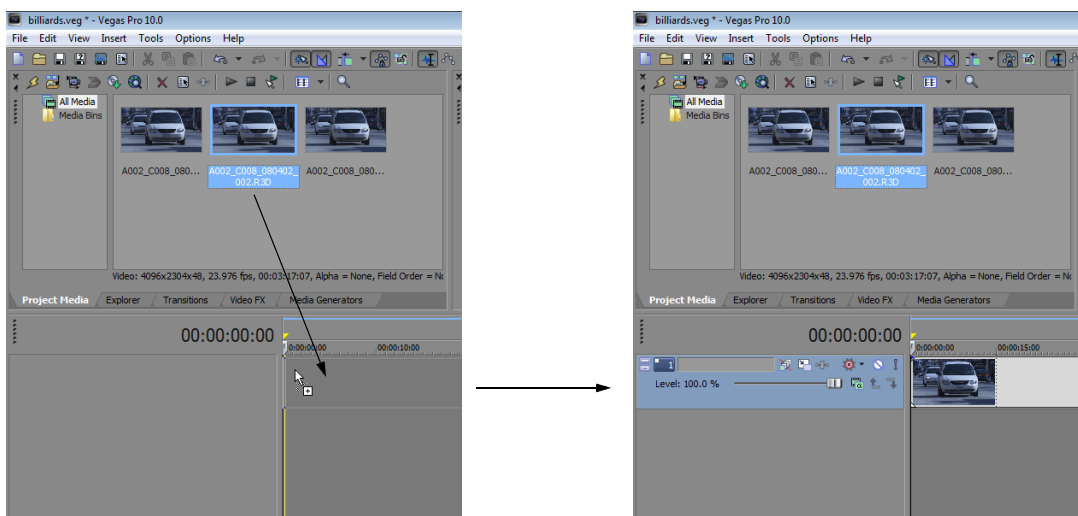 billiards.veg * - Vegas Pro 10.0
File Edit View Insert Tools Options Help
All Media
Media Bins
A002_C008_080...
A002_C008_080402_
002.R3D
A002_C008_080...
Video: 4096x2304x48, 23.976 fps, 00:03:17:07, Alpha = None, Field Order = No
Project Media Explorer Transitions Video FX Media Generators
00:00:00:00
0:00:00:00 00:00:10:00
billiards.veg * - Vegas Pro 10.0
File Edit View Insert Tools Options Help
All Media
Media Bins
A002_C008_080...
A002_C008_080402_
002.R3D
A002_C008_080...
Video: 4096x2304x48, 23.976 fps, 00:03:17:07, Alpha = None, Field Order = No
Project Media Explorer Transitions Video FX Media Generators
00:00:00:00
0:00:00:00 00:00:15:00
1
Level: 100.0 %